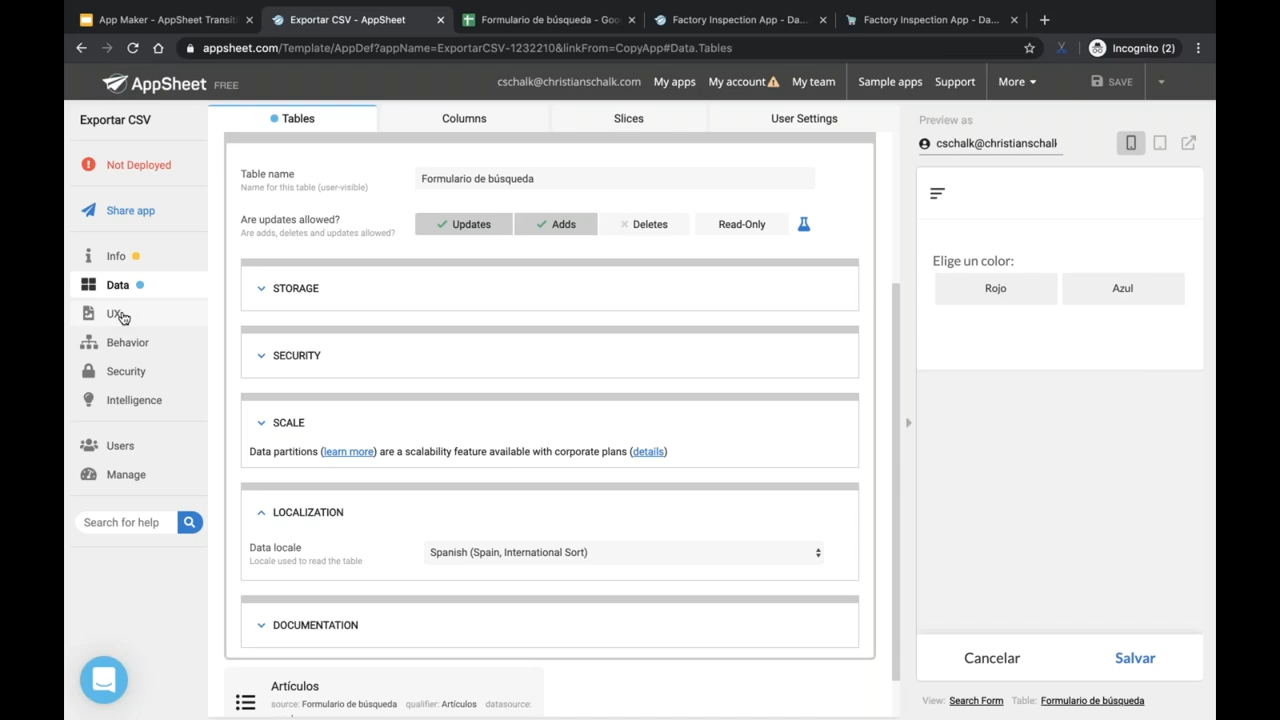 App Maker - AppSheet Transiti
Exportar CSV - AppSheet
Formulario de búsqueda - Goo
Factory Inspection App - Da...
Factory Inspection App - Da...
appsheet.com/Template/AppDef?appName=ExportarCSV-1232210&linkFrom=CopyApp#Data.Tables
Incognito (2)
AppSheet FREE
cschalk@christianschalk.com
My apps
My account
My team
Sample apps
Support
More
SAVE
Exportar CSV
Not Deployed
Share app
Info
Data
UX
Behavior
Security
Intelligence
Users
Manage
Search for help
Tables
Columns
Slices
User Settings
Table name
Name for this table (user-visible)
Formulario de búsqueda
Are updates allowed?
Are adds, deletes and updates allowed?
Updates
Adds
Deletes
Read-Only
STORAGE
SECURITY
SCALE
Data partitions (learn more) are a scalability feature available with corporate plans (details)
LOCALIZATION
Data locale
Locale used to read the table
Spanish (Spain, International Sort)
DOCUMENTATION
Artículos
source: Formulario de búsqueda qualifier: Artículos datasource:
Preview as
cschalk@christianschalk
Elige un color:
Rojo
Azul
Cancelar
Salvar
View: Search Form Table: Formulario de búsqueda